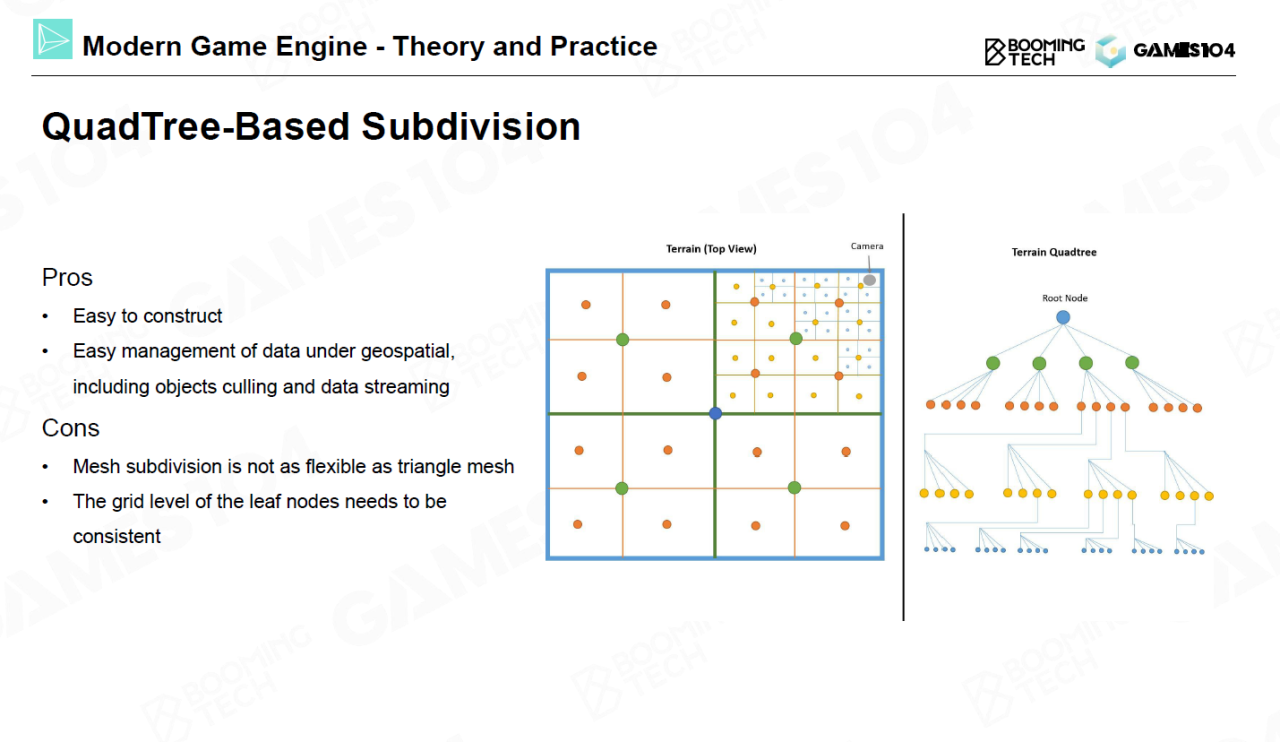 Modern Game Engine - Theory and Practice
BOOMING
TECH
GAMES104
QuadTree-Based Subdivision
Pros
• Easy to construct
• Easy management of data under geospatial,
including objects culling and data streaming
Cons
• Mesh subdivision is not as flexible as triangle mesh
• The grid level of the leaf nodes needs to be
consistent
Terrain (Top View)
Camera
Terrain Quadtree
Root Node